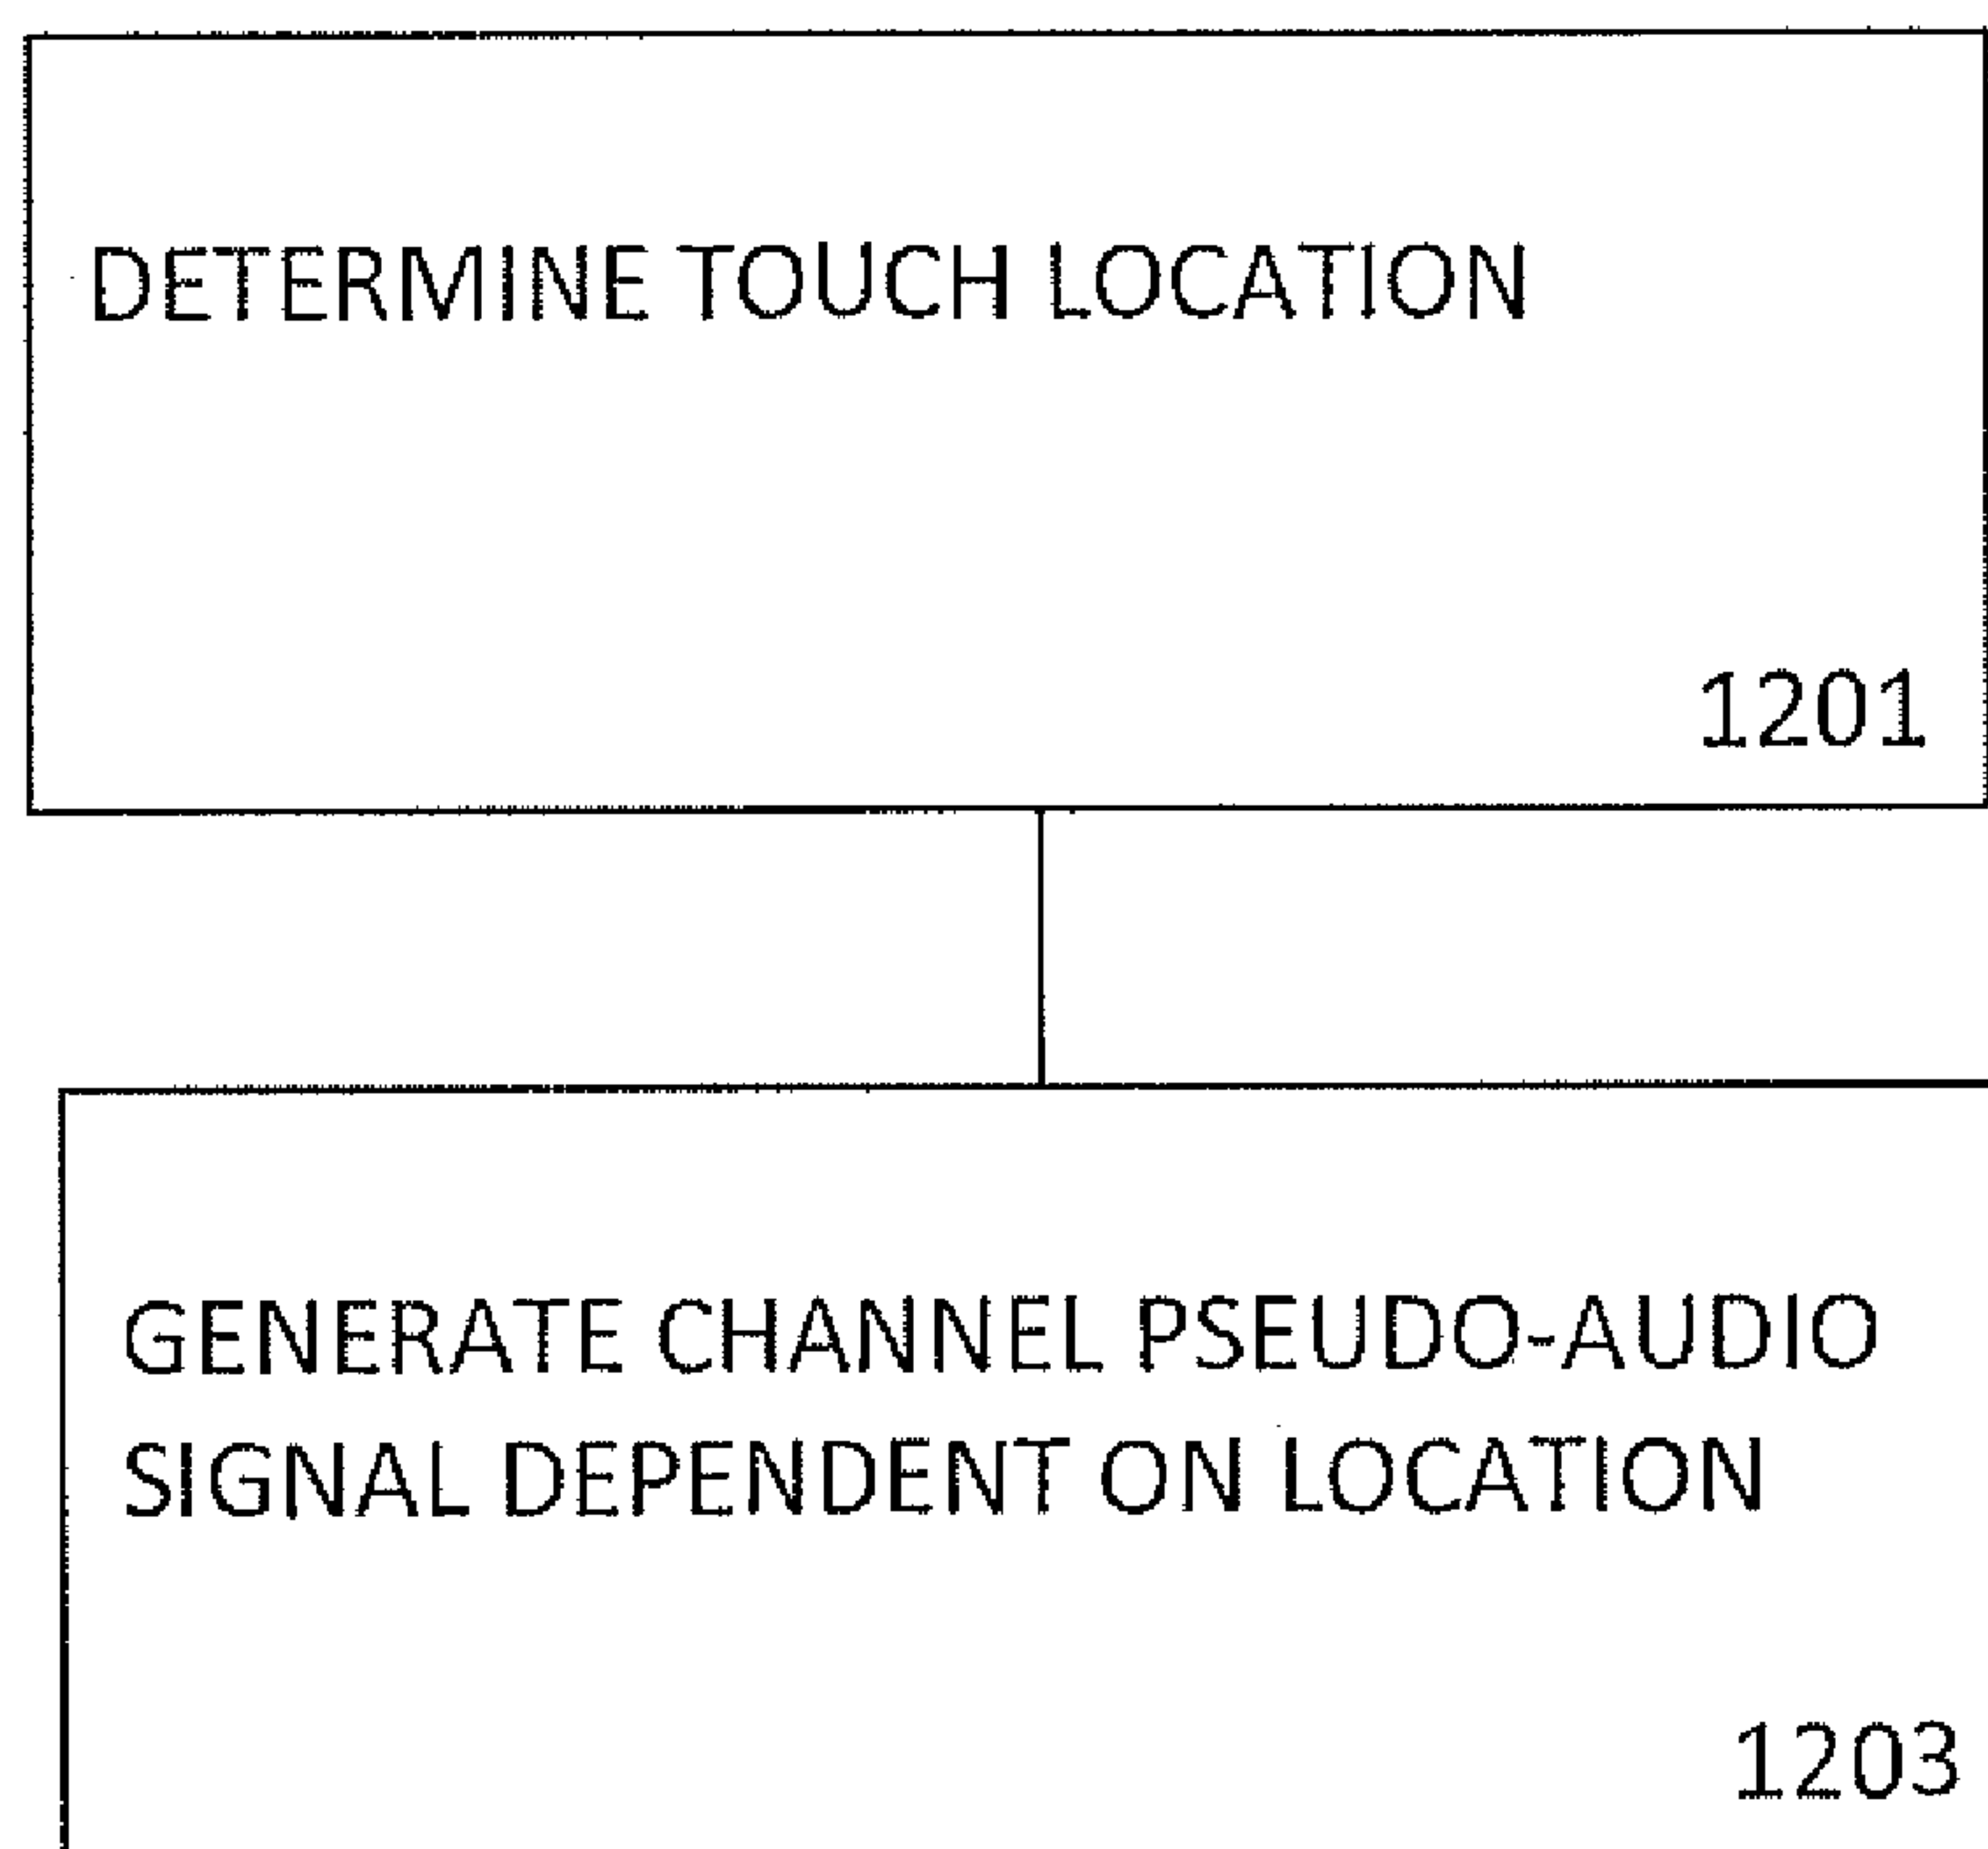 DETERMINE TOUCH LOCATION
1201
GENERATE CHANNEL PSEUDO-AUDIO
SIGNAL DEPENDENT ON LOCATION
1203